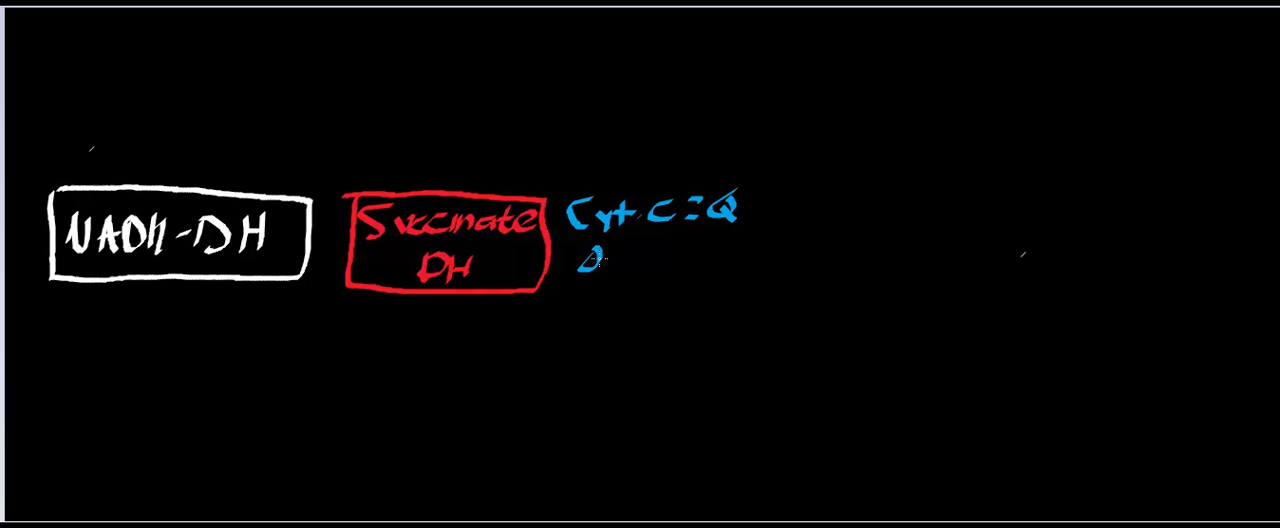 NADH-DH
Succinate
DH
Cyt. C = Q
D